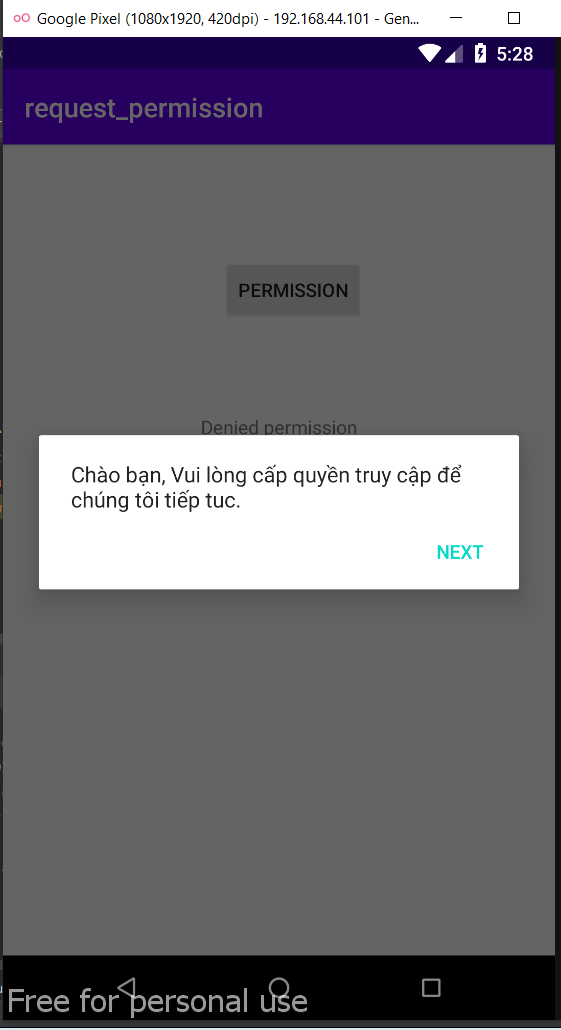 Google Pixel (1080x1920, 420dpi) - 192.168.44.101 - Gen...
5:28
request_permission
PERMISSION
Denied permission
Chào bạn, Vui lòng cấp quyền truy cập để
chúng tôi tiếp tuc.
NEXT
Free for personal use